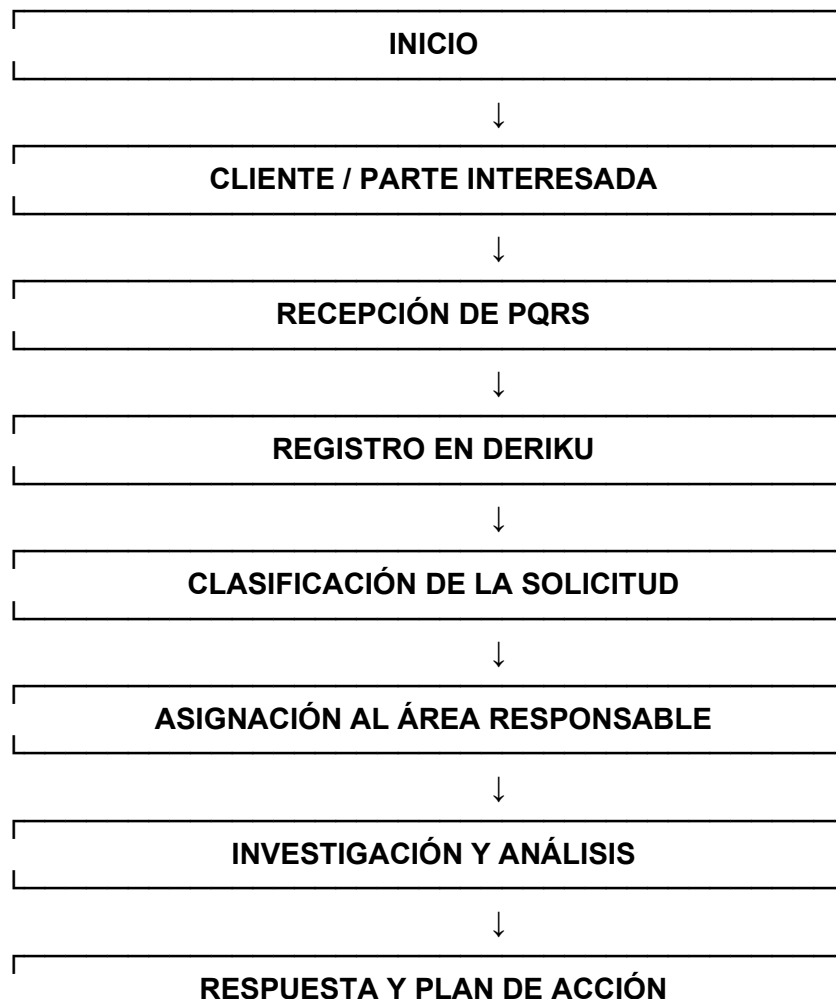 INICIO
↓
CLIENTE / PARTE INTERESADA
↓
RECEPCIÓN DE PQRS
↓
REGISTRO EN DERIKU
↓
CLASIFICACIÓN DE LA SOLICITUD
↓
ASIGNACIÓN AL ÁREA RESPONSABLE
↓
INVESTIGACIÓN Y ANÁLISIS
↓
RESPUESTA Y PLAN DE ACCIÓN